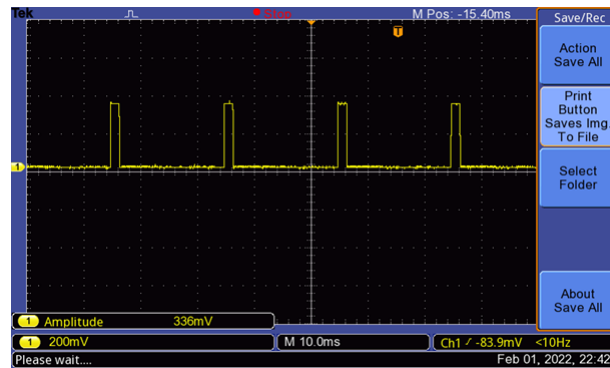 Tek
Stop
M Pos: -15.40ms
Save/Rec
T
Action
Save All
Print
Button
Saves Img.
To File
1
Select
Folder
About
Save All
1 Amplitude 336mV
1 200mV
M 10.0ms
Ch1 -83.9mV <10Hz
Please wait....
Feb 01, 2022, 22:42